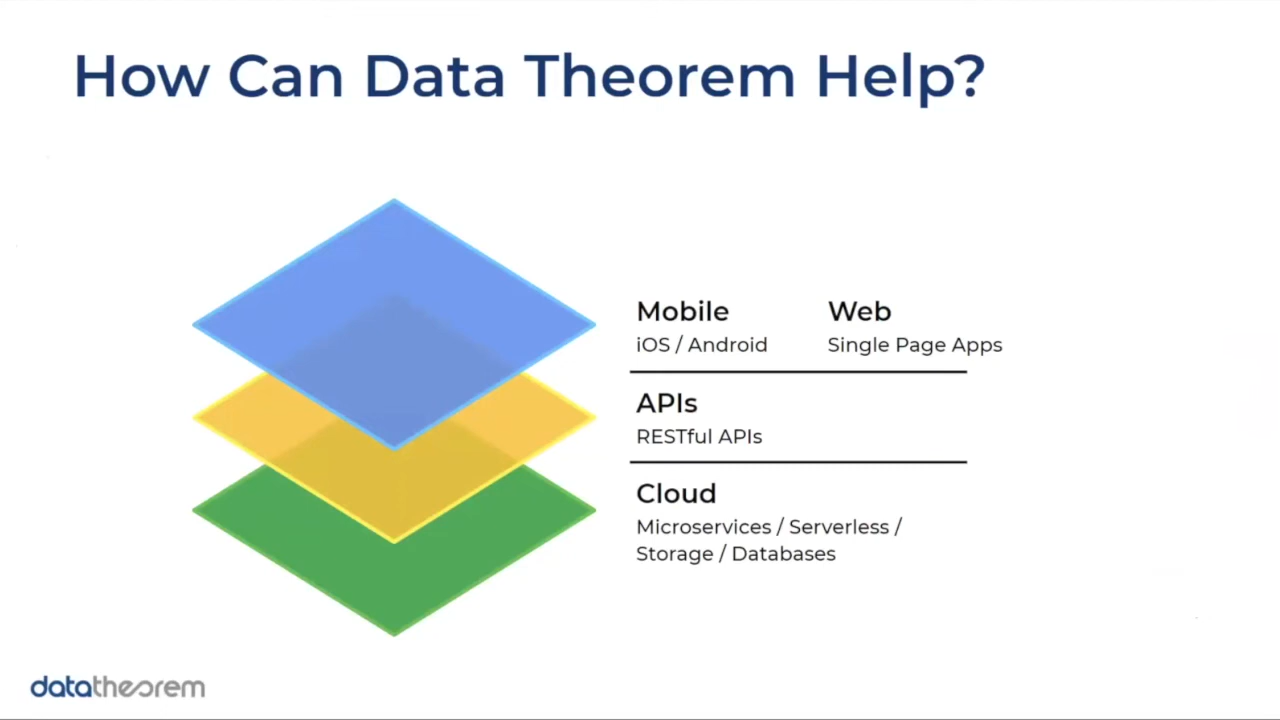 How Can Data Theorem Help?
Mobile
iOS / Android
Web
Single Page Apps
APIs
RESTful APIs
Cloud
Microservices / Serverless /
Storage / Databases
datatheorem